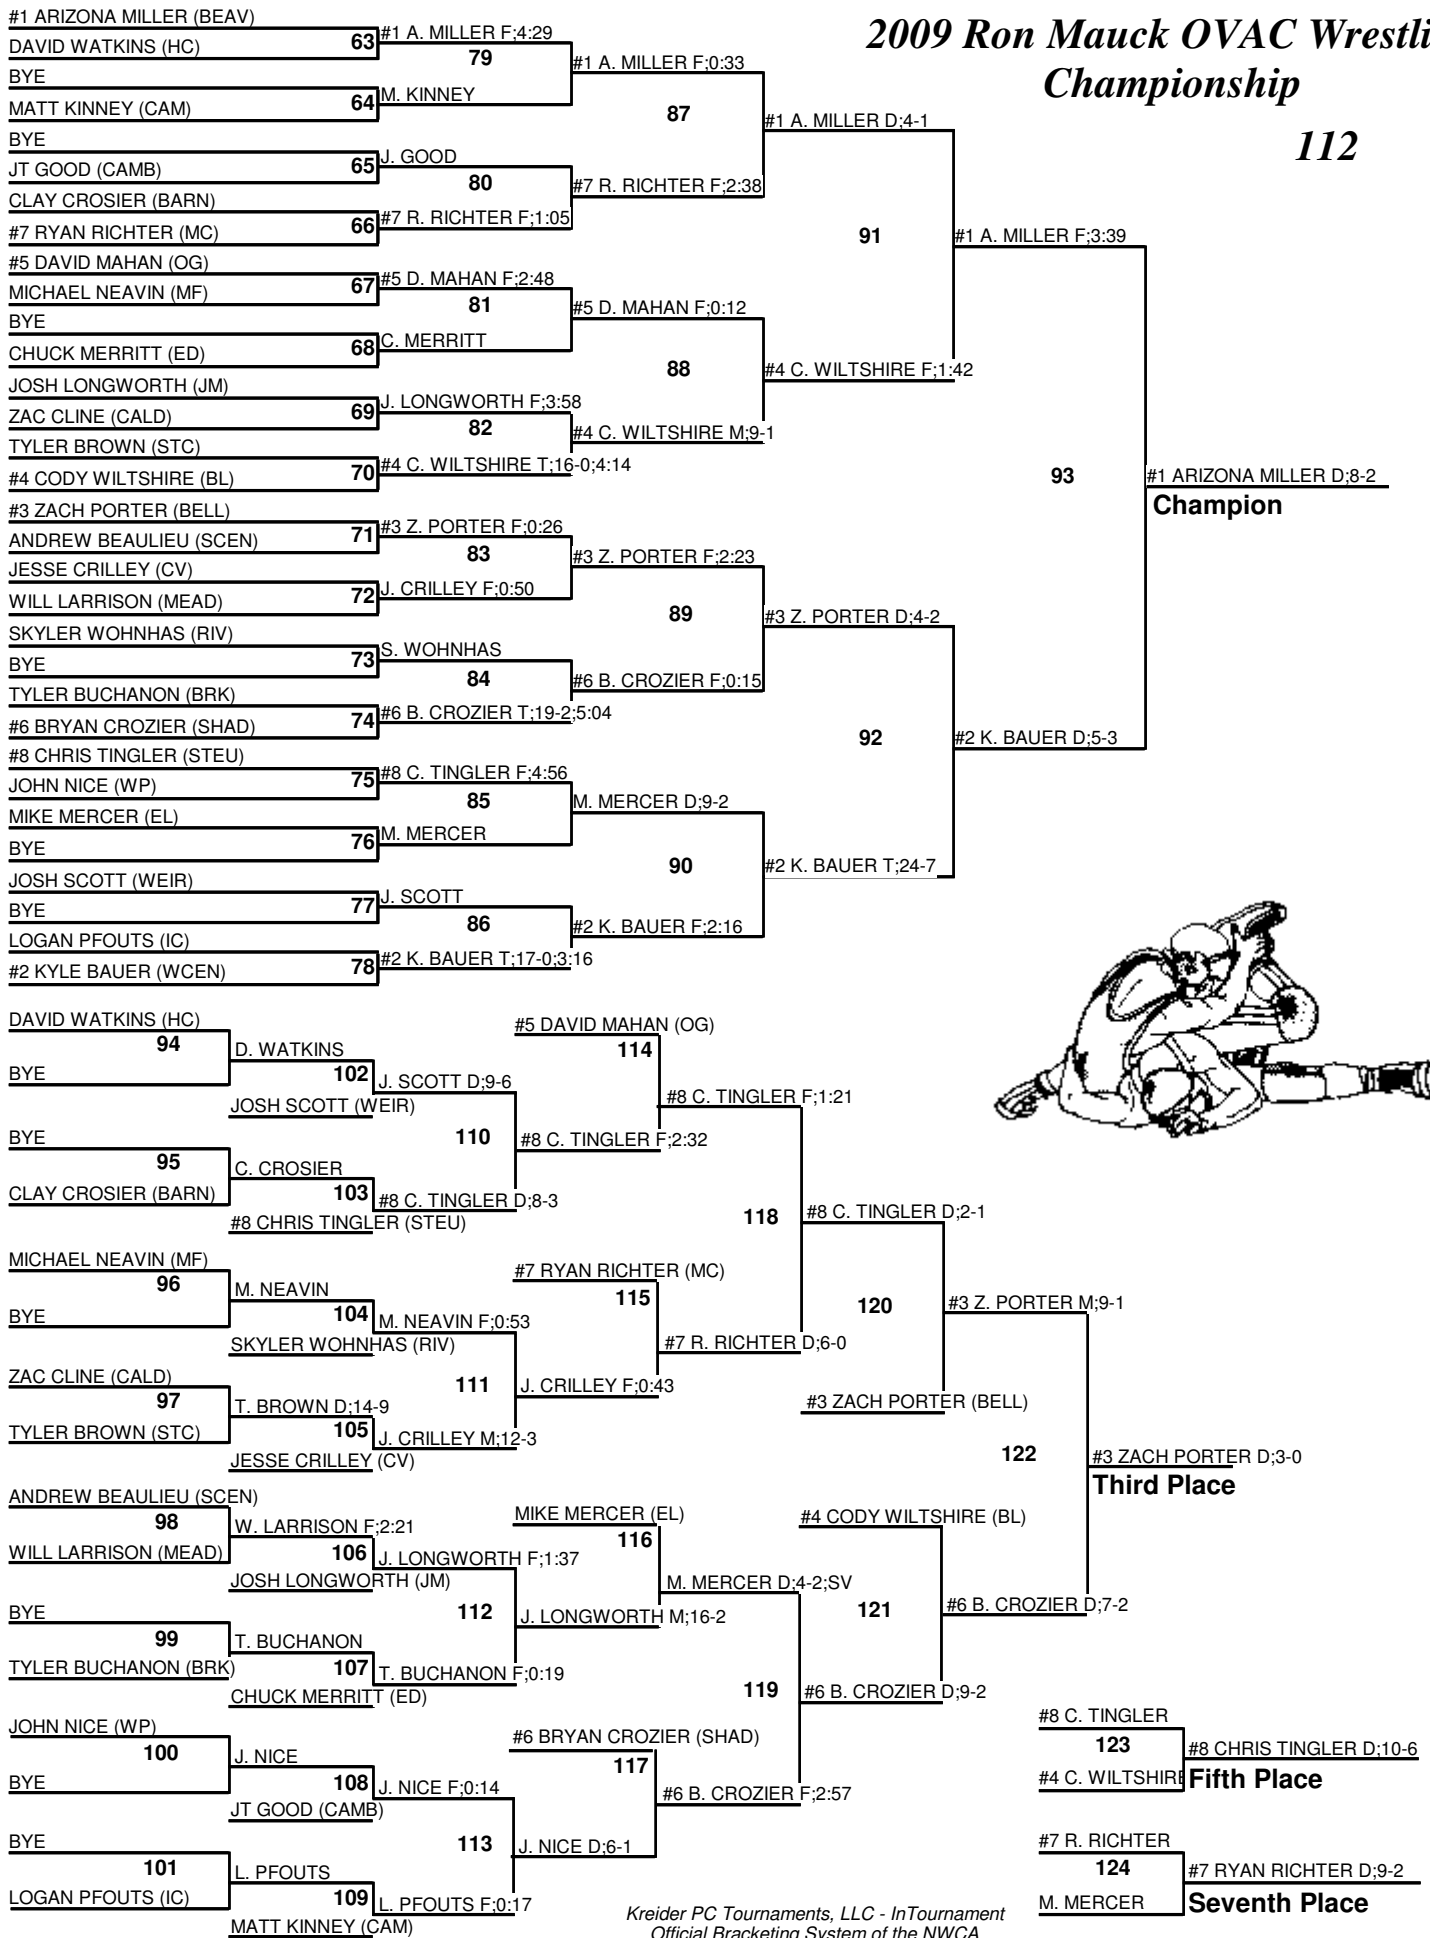 2009 Ron Mauck OVAC Wrestli
Championship
112
#1 ARIZONA MILLER (BEAV)
DAVID WATKINS (HC)
63
#1 A. MILLER F;4:29
BYE
MATT KINNEY (CAM)
64
M. KINNEY
79
#1 A. MILLER F;0:33
BYE
JT GOOD (CAMB)
65
J. GOOD
CLAY CROSIER (BARN)
#7 RYAN RICHTER (MC)
66
#7 R. RICHTER F;1:05
80
#7 R. RICHTER F;2:38
87
#1 A. MILLER D;4-1
#5 DAVID MAHAN (OG)
MICHAEL NEAVIN (MF)
67
#5 D. MAHAN F;2:48
BYE
CHUCK MERRITT (ED)
68
C. MERRITT
81
#5 D. MAHAN F;0:12
JOSH LONGWORTH (JM)
ZAC CLINE (CALD)
69
J. LONGWORTH F;3:58
TYLER BROWN (STC)
#4 CODY WILTSHIRE (BL)
70
#4 C. WILTSHIRE T;16-0;4:14
82
#4 C. WILTSHIRE M;9-1
88
#4 C. WILTSHIRE F;1:42
91
#1 A. MILLER F;3:39
#3 ZACH PORTER (BELL)
ANDREW BEAULIEU (SCEN)
71
#3 Z. PORTER F;0:26
JESSE CRILLEY (CV)
WILL LARRISON (MEAD)
72
J. CRILLEY F;0:50
83
#3 Z. PORTER F;2:23
SKYLER WOHNHAS (RIV)
BYE
73
S. WOHNHAS
TYLER BUCHANON (BRK)
#6 BRYAN CROZIER (SHAD)
74
#6 B. CROZIER T;19-2;5:04
84
#6 B. CROZIER F;0:15
89
#3 Z. PORTER D;4-2
#8 CHRIS TINGLER (STEU)
JOHN NICE (WP)
75
#8 C. TINGLER F;4:56
MIKE MERCER (EL)
BYE
76
M. MERCER
85
M. MERCER D;9-2
JOSH SCOTT (WEIR)
BYE
77
J. SCOTT
LOGAN PFOUTS (IC)
#2 KYLE BAUER (WCEN)
78
#2 K. BAUER T;17-0;3:16
86
#2 K. BAUER F;2:16
90
#2 K. BAUER T;24-7
92
#2 K. BAUER D;5-3
93
#1 ARIZONA MILLER D;8-2
Champion
DAVID WATKINS (HC)
94
BYE
D. WATKINS
102
JOSH SCOTT (WEIR)
J. SCOTT D;9-6
BYE
95
CLAY CROSIER (BARN)
C. CROSIER
103
#8 CHRIS TINGLER (STEU)
#8 C. TINGLER D;8-3
110
#8 C. TINGLER F;2:32
#5 DAVID MAHAN (OG)
114
#8 C. TINGLER F;1:21
MICHAEL NEAVIN (MF)
96
BYE
M. NEAVIN
104
SKYLER WOHNHAS (RIV)
M. NEAVIN F;0:53
ZAC CLINE (CALD)
97
TYLER BROWN (STC)
T. BROWN D;14-9
105
JESSE CRILLEY (CV)
J. CRILLEY M;12-3
111
J. CRILLEY F;0:43
#7 RYAN RICHTER (MC)
115
#7 R. RICHTER D;6-0
118
#8 C. TINGLER D;2-1
120
#3 ZACH PORTER (BELL)
#3 Z. PORTER M;9-1
ANDREW BEAULIEU (SCEN)
98
WILL LARRISON (MEAD)
W. LARRISON F;2:21
106
JOSH LONGWORTH (JM)
J. LONGWORTH F;1:37
BYE
99
TYLER BUCHANON (BRK)
T. BUCHANON
107
CHUCK MERRITT (ED)
T. BUCHANON F;0:19
112
J. LONGWORTH M;16-2
MIKE MERCER (EL)
116
M. MERCER D;4-2;SV
JOHN NICE (WP)
100
BYE
J. NICE
108
JT GOOD (CAMB)
J. NICE F;0:14
BYE
101
LOGAN PFOUTS (IC)
L. PFOUTS
109
MATT KINNEY (CAM)
L. PFOUTS F;0:17
113
J. NICE D;6-1
#6 BRYAN CROZIER (SHAD)
117
#6 B. CROZIER F;2:57
119
#6 B. CROZIER D;9-2
#4 CODY WILTSHIRE (BL)
121
#6 B. CROZIER D;7-2
122
#3 ZACH PORTER D;3-0
Third Place
#8 C. TINGLER
123
#4 C. WILTSHIRE
#8 CHRIS TINGLER D;10-6
Fifth Place
#7 R. RICHTER
124
M. MERCER
#7 RYAN RICHTER D;9-2
Seventh Place
Kreider PC Tournaments, LLC - InTournament
Official Bracketing System of the NWCA